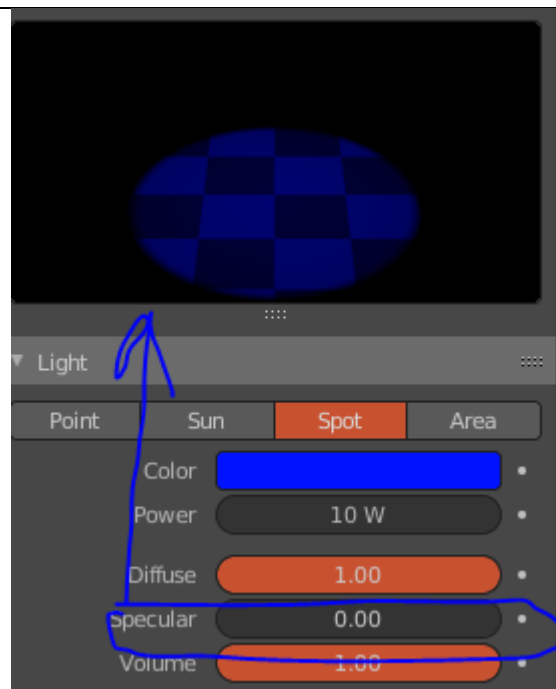 Light
Point Sun Spot Area
Color
Power 10 W
Diffuse 1.00
Specular 0.00
Volume 1.00